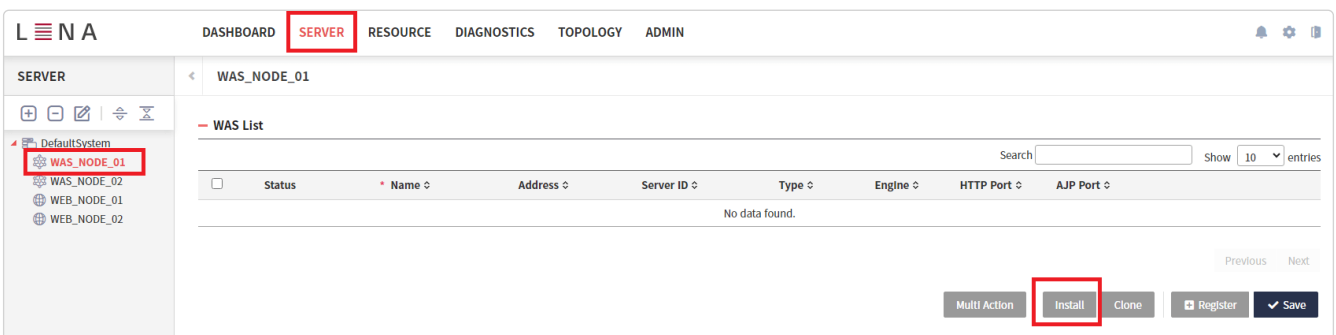 LENA
DASHBOARD SERVER RESOURCE DIAGNOSTICS TOPOLOGY ADMIN
SERVER
WAS_NODE_01
DefaultSystem
WAS_NODE_01
WAS_NODE_02
WEB_NODE_01
WEB_NODE_02
WAS List
Search Show 10 entries
Status * Name Address Server ID Type Engine HTTP Port AJP Port
No data found.
Previous Next
Multi Action Install Clone Register Save